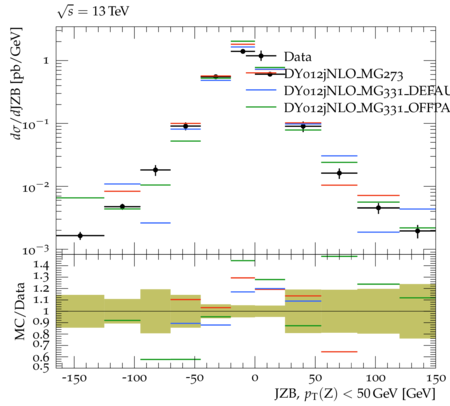 √s = 13 TeV
dσ/dJZB [pb/GeV]
1
10⁻¹
10⁻²
10⁻³
Data
DY012jNLO_MG273
DY012jNLO_MG331_DEFAU
DY012jNLO_MG331_OFFPA
MC/Data
1.4
1.3
1.2
1.1
1
0.9
0.8
0.7
0.6
0.5
-150 -100 -50 0 50 100 150
JZB, pT(Z) < 50 GeV [GeV]